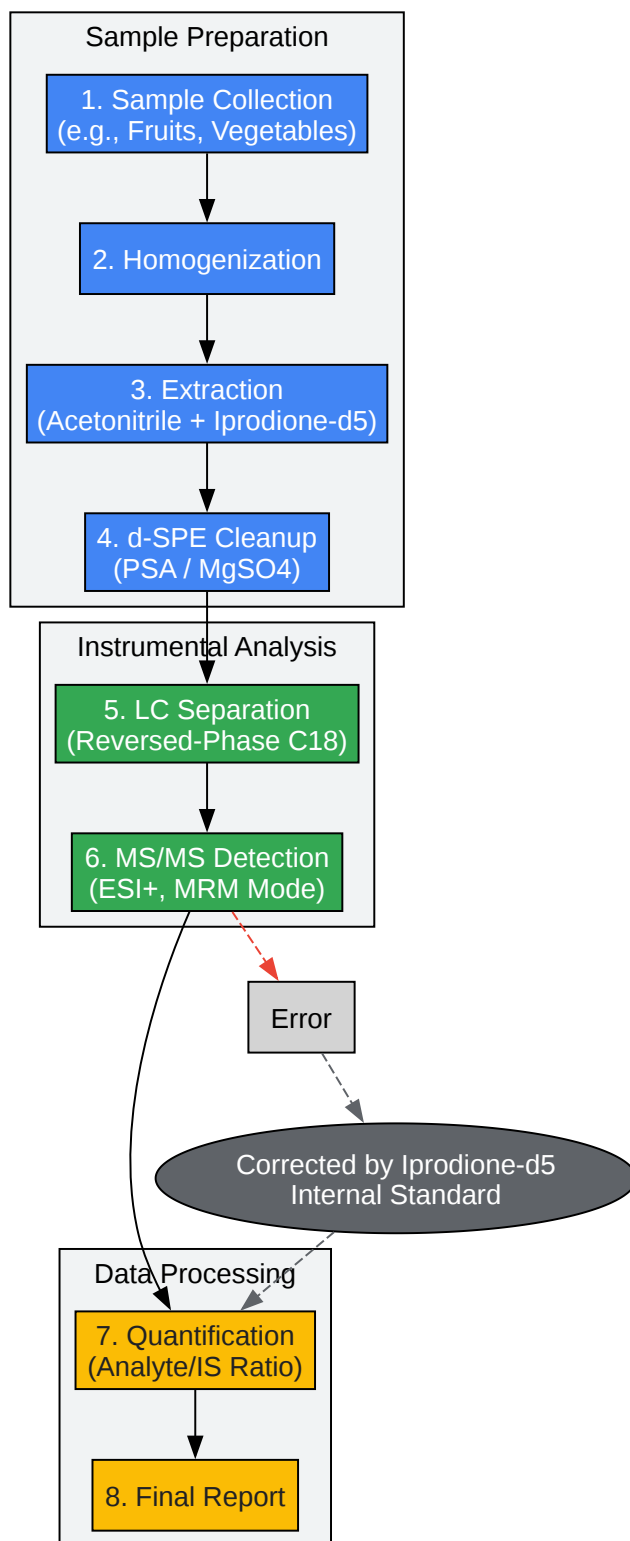 Sample Preparation
1. Sample Collection
(e.g., Fruits, Vegetables)
2. Homogenization
3. Extraction
(Acetonitrile + Iprodione-d5)
4. d-SPE Cleanup
(PSA / MgSO4)
Instrumental Analysis
5. LC Separation
(Reversed-Phase C18)
6. MS/MS Detection
(ESI+, MRM Mode)
Error
Corrected by Iprodione-d5
Internal Standard
Data Processing
7. Quantification
(Analyte/IS Ratio)
8. Final Report